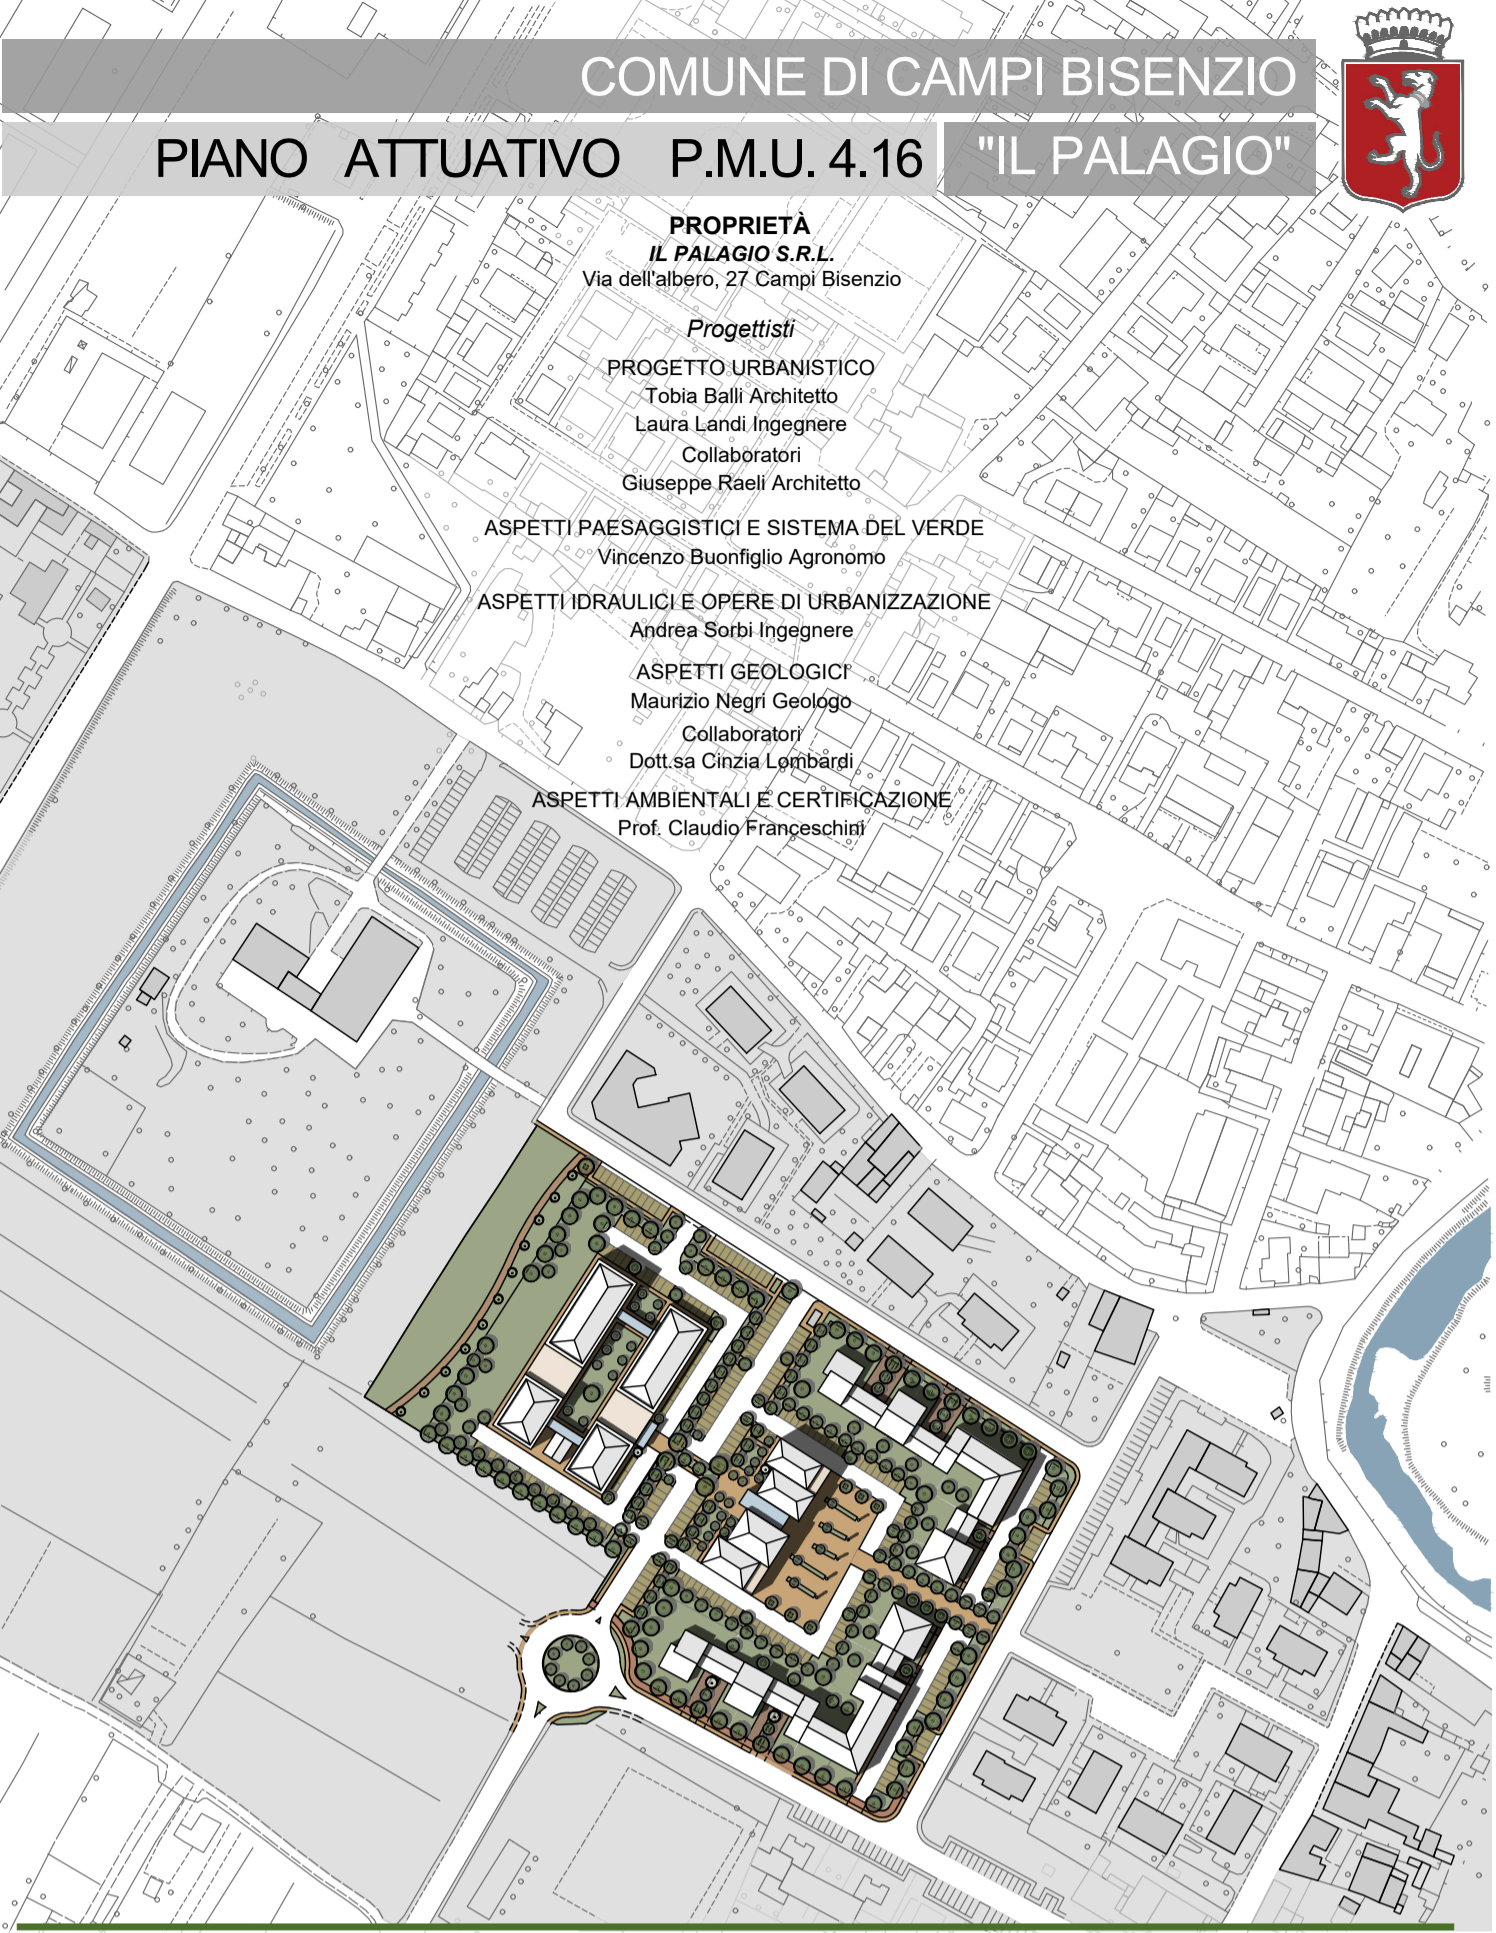 COMUNE DI CAMPI BISENZIO
PIANO ATTUATIVO P.M.U. 4.16 "IL PALAGIO"
PROPRIETÀ
IL PALAGIO S.R.L.
Via dell'albero, 27 Campi Bisenzio
Progettisti
PROGETTO URBANISTICO
Tobia Balli Architetto
Laura Landi Ingegnere
Collaboratori
Giuseppe Raeli Architetto
ASPETTI PAESAGGISTICI E SISTEMA DEL VERDE
Vincenzo Buonfiglio Agronomo
ASPETTI IDRAULICI E OPERE DI URBANIZZAZIONE
Andrea Sorbi Ingegnere
ASPETTI GEOLOGICI
Maurizio Negri Geologo
Collaboratori
Dott.sa Cinzia Lombardi
ASPETTI AMBIENTALI E CERTIFICAZIONE
Prof. Claudio Franceschini